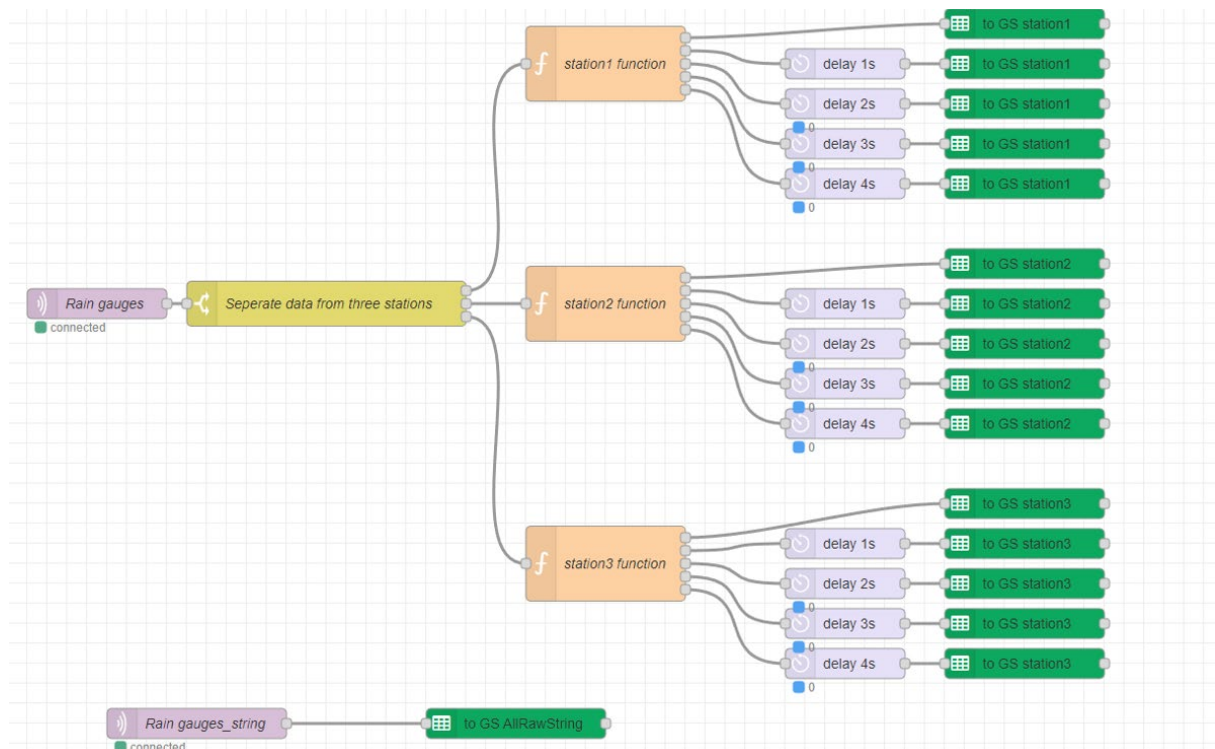 to GS station1
station1 function
delay 1s
to GS station1
delay 2s
to GS station1
0
delay 3s
to GS station1
0
delay 4s
to GS station1
0
to GS station2
Rain gauges
connected
Seperate data from three stations
station2 function
delay 1s
to GS station2
delay 2s
to GS station2
0
delay 3s
to GS station2
0
delay 4s
to GS station2
0
to GS station3
station3 function
delay 1s
to GS station3
delay 2s
to GS station3
0
delay 3s
to GS station3
0
delay 4s
to GS station3
0
Rain gauges_string
connected
to GS AllRawString